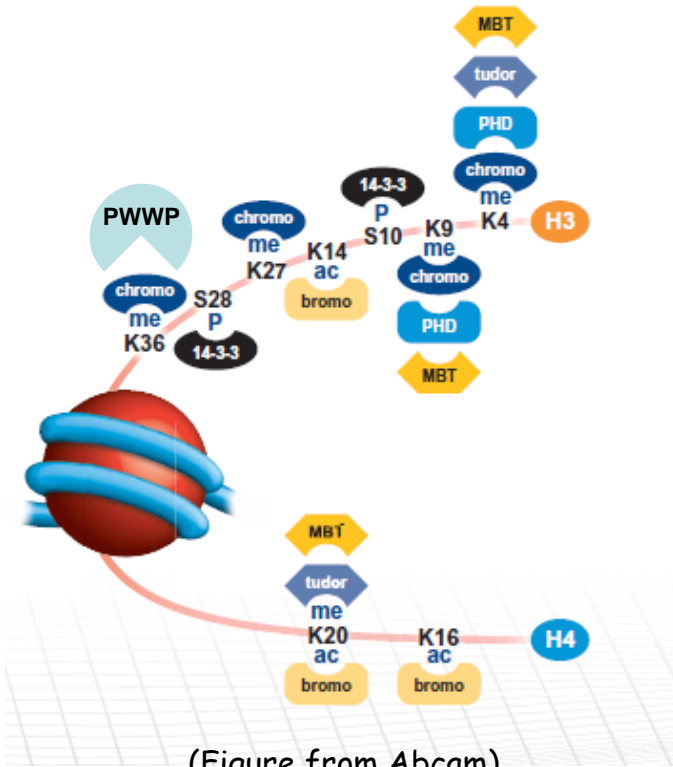 MBT
tudor
PHD
chromo
me
K4
H3
14-3-3
P
S10
K9
me
chromo
PHD
MBT
PWWP
chromo
me
K27
K14
ac
bromo
chromo
me
K36
S28
P
14-3-3
MBT
tudor
me
K20
ac
bromo
K16
ac
bromo
H4
(Figure from Abcam)